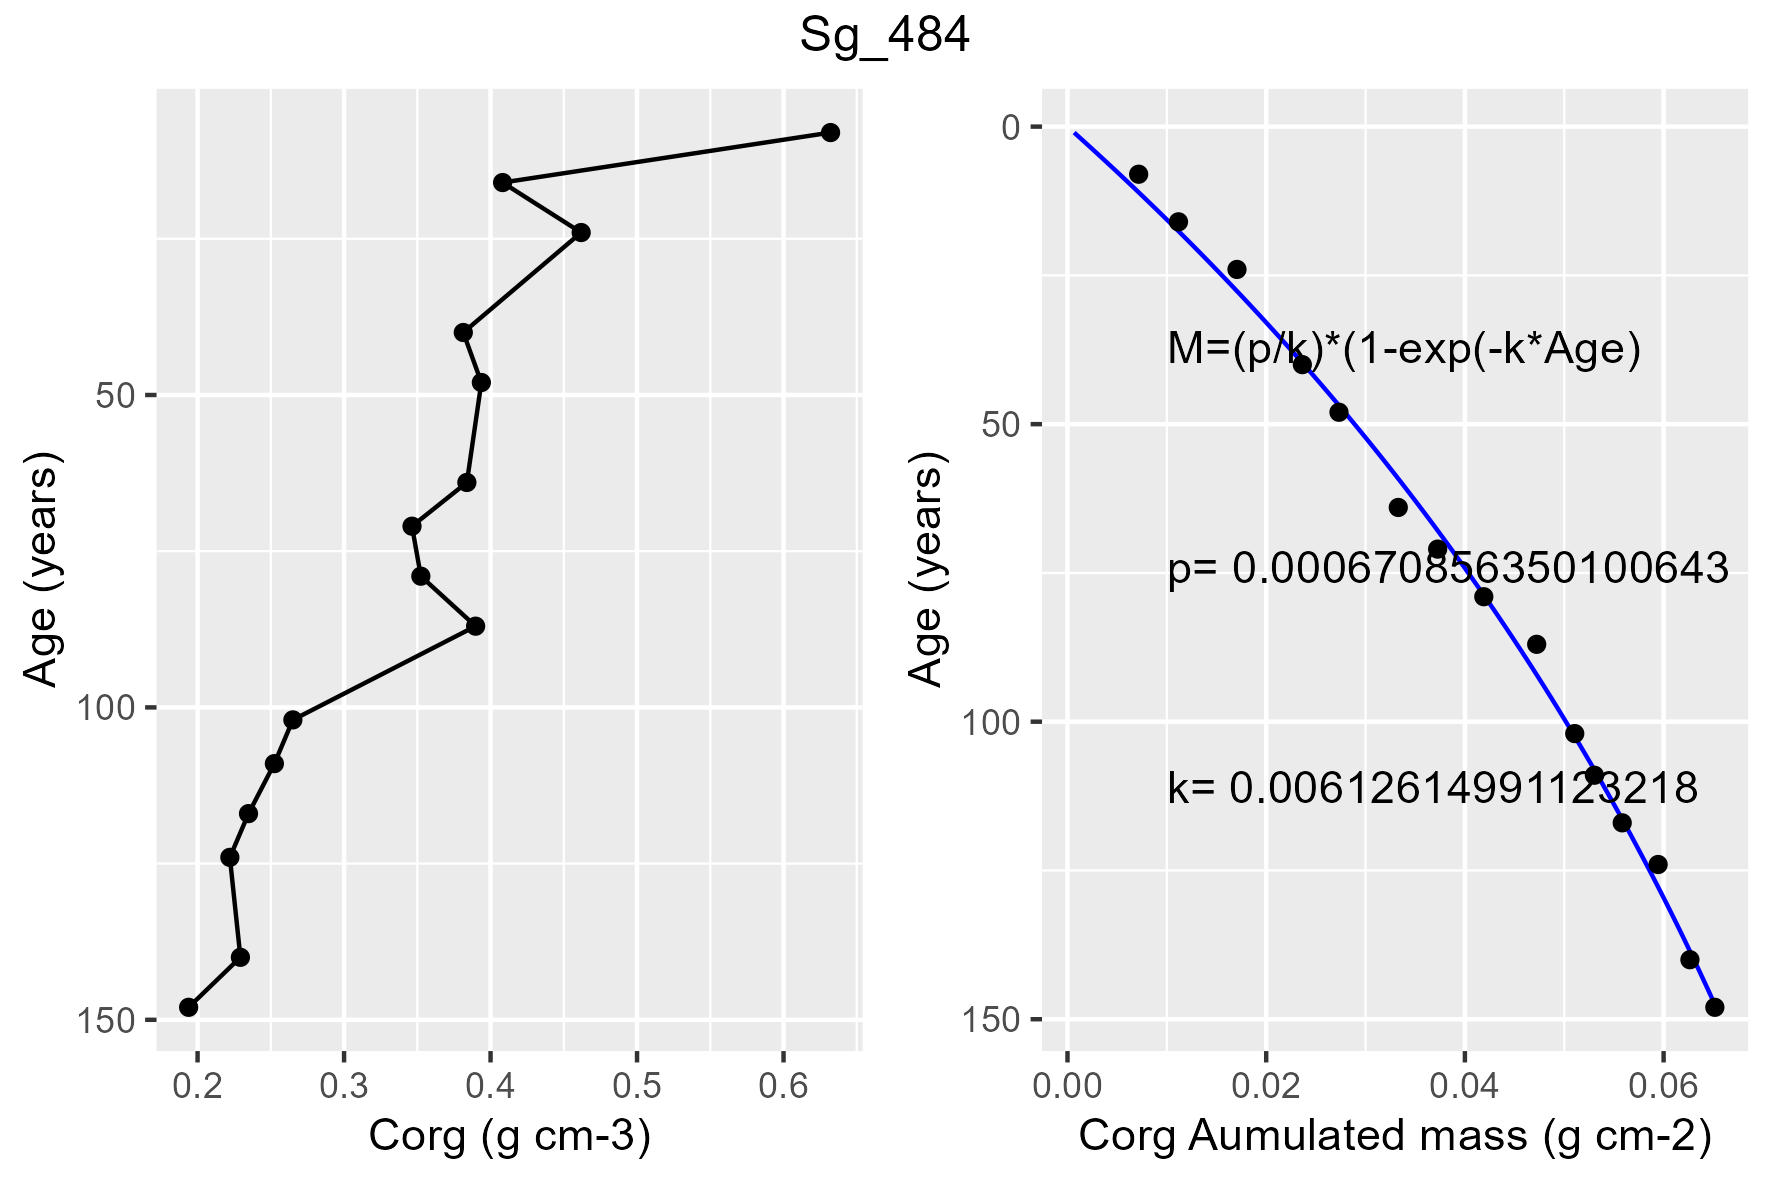 Sg_484
Age (years)
50
100
150
0.2 0.3 0.4 0.5 0.6
Corg (g cm-3)
Age (years)
0
50
100
150
M=(p/k)*(1-exp(-k*Age)
p= 0.000670856350100643
k= 0.00612614991123218
0.00 0.02 0.04 0.06
Corg Aumulated mass (g cm-2)